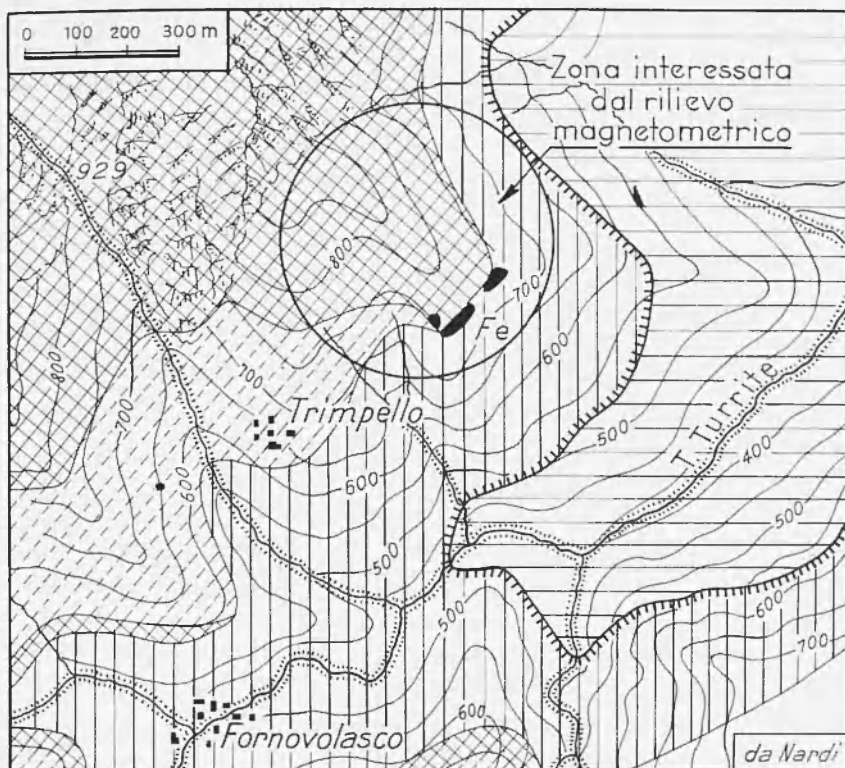 0 100 200 300 m
Zona interessata
dal rilievo
magnetometrico
929
800
700
Fe
600
800
700
Trimpello
T. Turrite
700
500
400
600
600
500
500
500
600
700
Fornovolasco
600
da Nardi